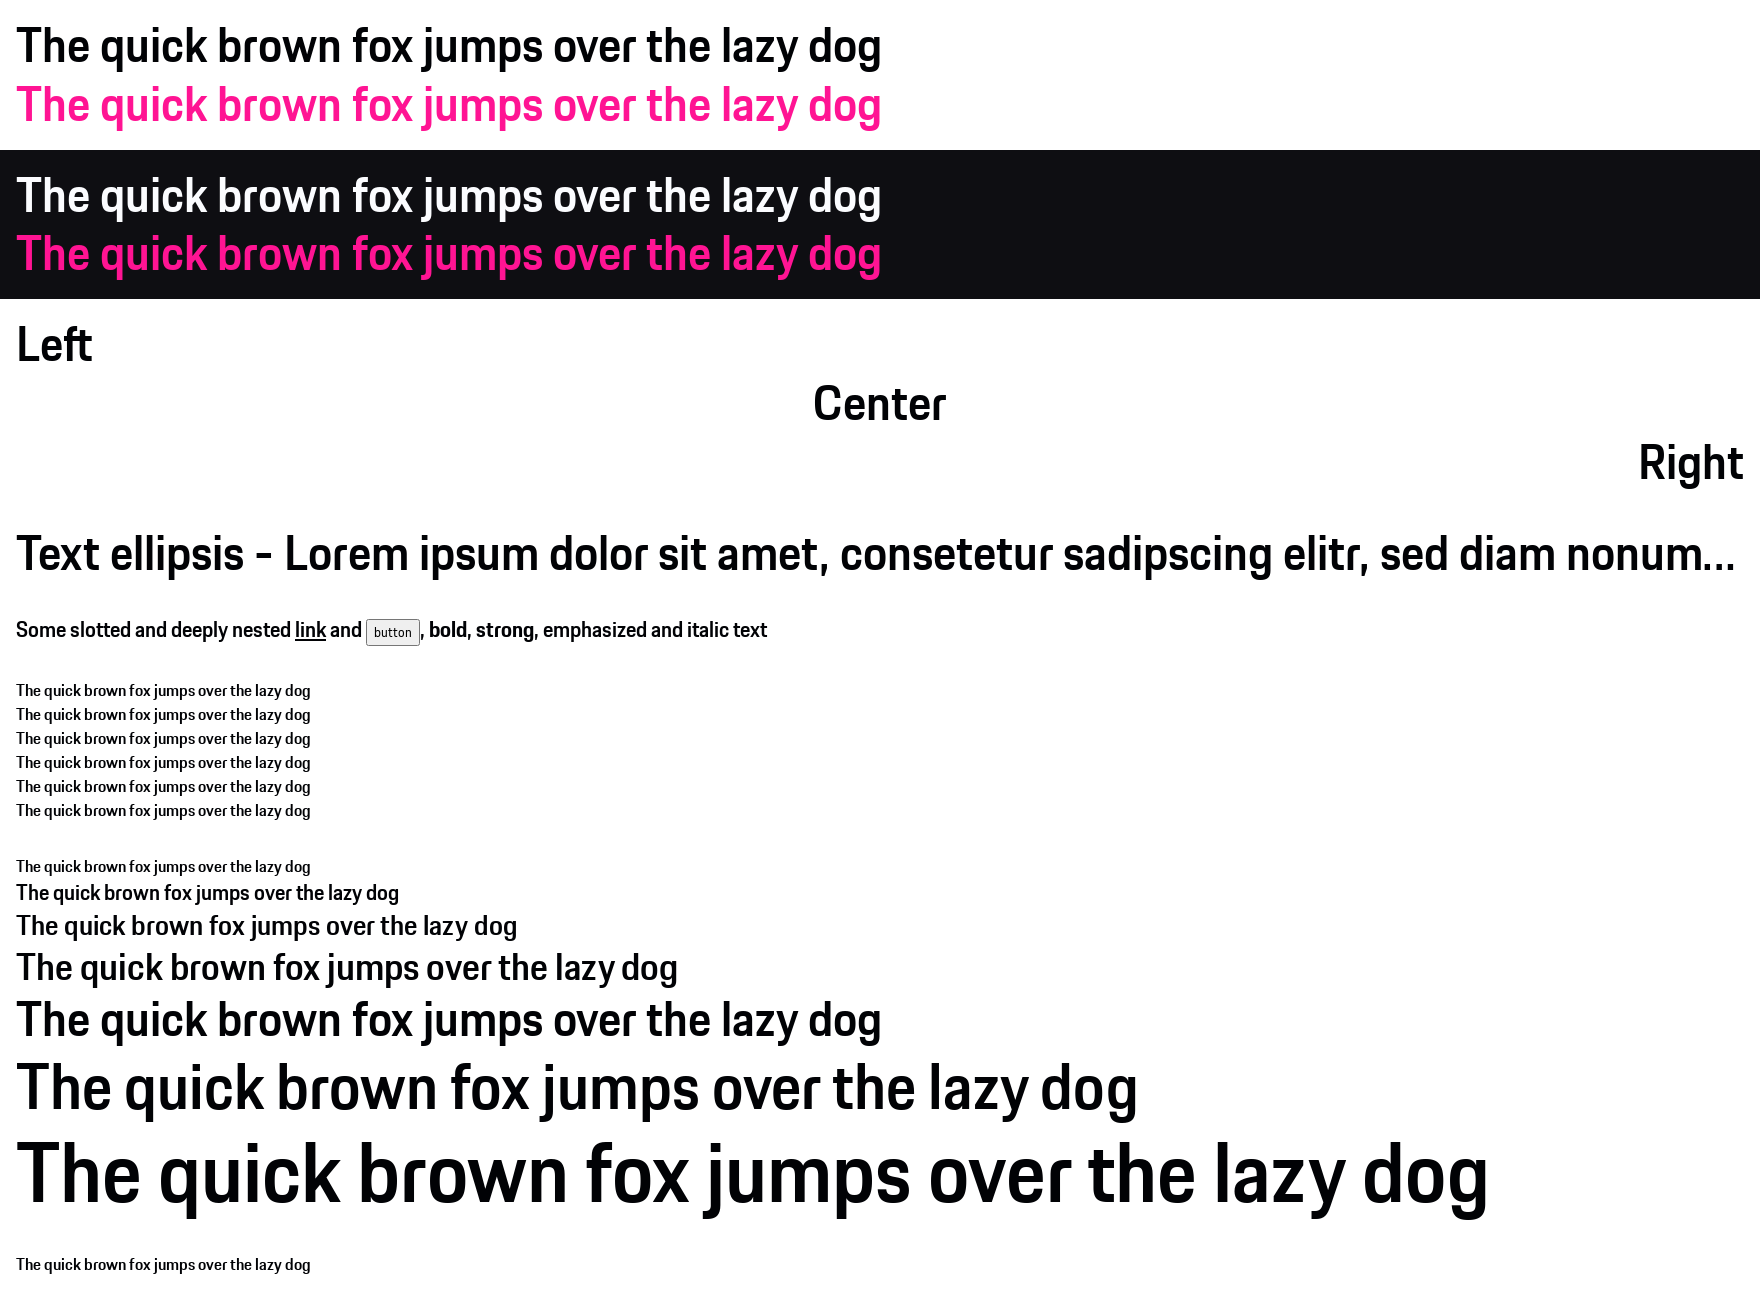 The quick brown fox jumps over the lazy dog
The quick brown fox jumps over the lazy dog
The quick brown fox jumps over the lazy dog
The quick brown fox jumps over the lazy dog
Left
Center
Right
Text ellipsis - Lorem ipsum dolor sit amet, consetetur sadipscing elitr, sed diam nonum...
Some slotted and deeply nested link and button, bold, strong, emphasized and italic text
The quick brown fox jumps over the lazy dog
The quick brown fox jumps over the lazy dog
The quick brown fox jumps over the lazy dog
The quick brown fox jumps over the lazy dog
The quick brown fox jumps over the lazy dog
The quick brown fox jumps over the lazy dog
The quick brown fox jumps over the lazy dog
The quick brown fox jumps over the lazy dog
The quick brown fox jumps over the lazy dog
The quick brown fox jumps over the lazy dog
The quick brown fox jumps over the lazy dog
The quick brown fox jumps over the lazy dog
The quick brown fox jumps over the lazy dog
The quick brown fox jumps over the lazy dog